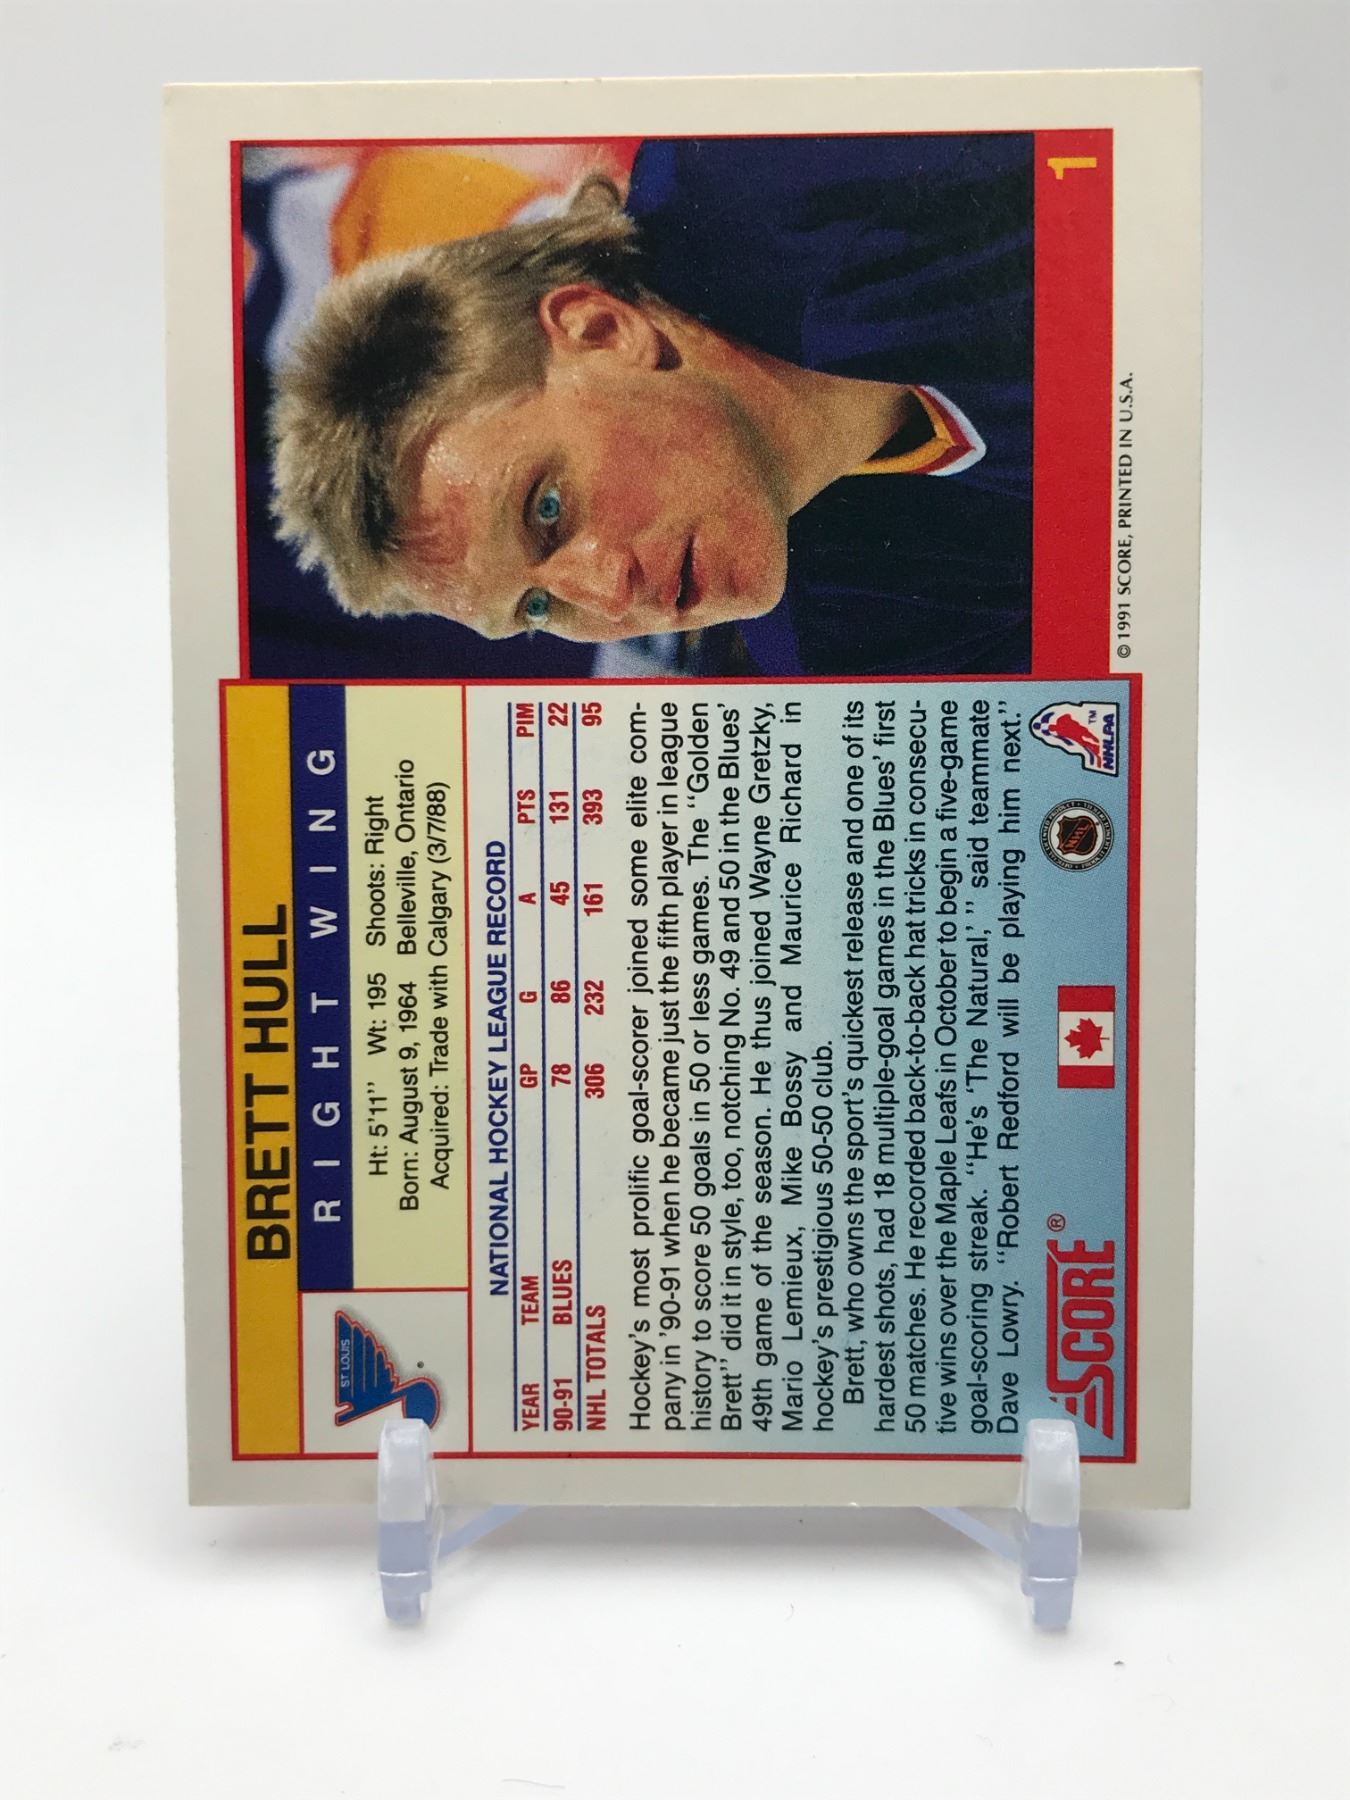 BRETT HULL
RIGHT WING
ST LOUIS
Ht: 5'11" Wt: 195 Shoots: Right
Born: August 9, 1964 Belleville, Ontario
Acquired: Trade with Calgary (3/7/88)
NATIONAL HOCKEY LEAGUE RECORD
YEAR TEAM GP G A PTS PIM
90-91 BLUES 78 86 45 131 22
NHL TOTALS 306 232 161 393 95
Hockey's most prolific goal-scorer joined some elite com-
pany in '90-91 when he became just the fifth player in league
history to score 50 goals in 50 or less games. The "Golden
Brett" did it in style, too, notching No. 49 and 50 in the Blues'
49th game of the season. He thus joined Wayne Gretzky,
Mario Lemieux, Mike Bossy and Maurice Richard in
hockey's prestigious 50-50 club.
Brett, who owns the sport's quickest release and one of its
hardest shots, had 18 multiple-goal games in the Blues' first
50 matches. He recorded back-to-back hat tricks in consecu-
tive wins over the Maple Leafs in October to begin a five-game
goal-scoring streak. "He's 'The Natural,'" said teammate
Dave Lowry. "Robert Redford will be playing him next."
SCORE®
NHL
NHLPA TM
1
© 1991 SCORE, PRINTED IN U.S.A.